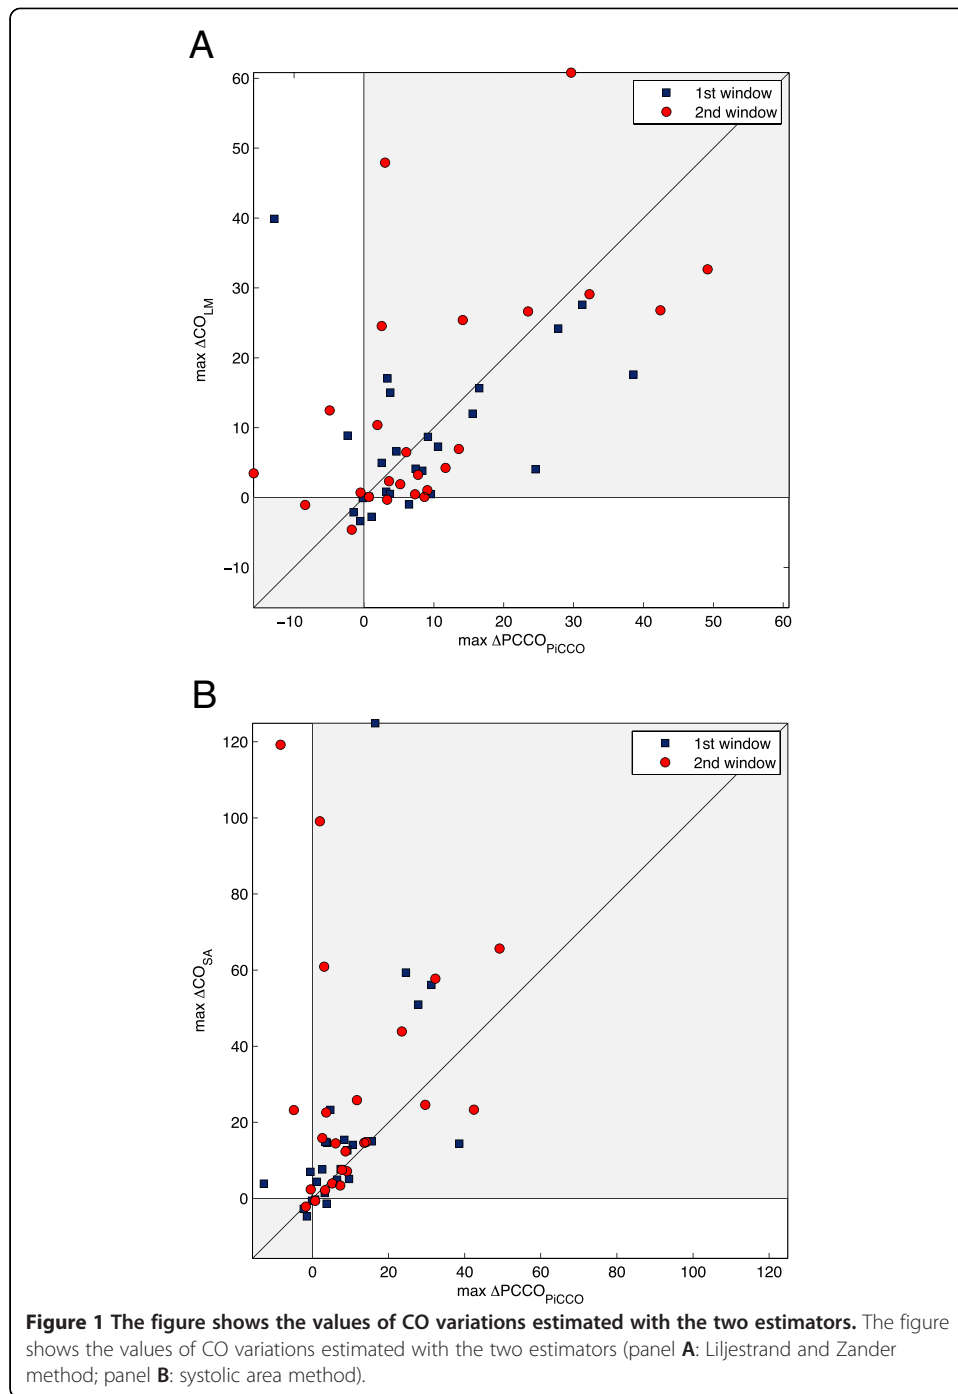 A
60
50
40
30
20
10
0
−10
max ΔCO_LM
1st window
2nd window
−10 0 10 20 30 40 50 60
max ΔPCCO_PiCCO
B
120
100
80
60
40
20
0
max ΔCO_SA
1st window
2nd window
0 20 40 60 80 100 120
max ΔPCCO_PiCCO
Figure 1 The figure shows the values of CO variations estimated with the two estimators. The figure
shows the values of CO variations estimated with the two estimators (panel A: Liljestrand and Zander
method; panel B: systolic area method).